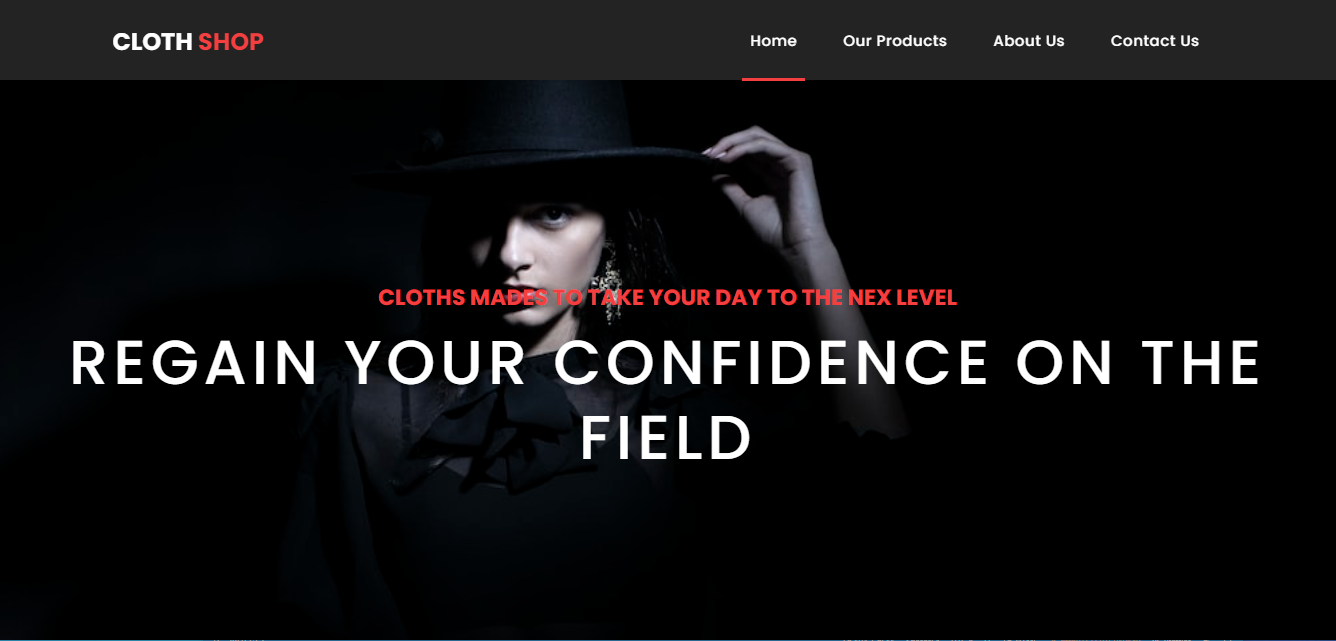 CLOTH SHOP
Home Our Products About Us Contact Us
CLOTHS MADES TO TAKE YOUR DAY TO THE NEX LEVEL
REGAIN YOUR CONFIDENCE ON THE
FIELD